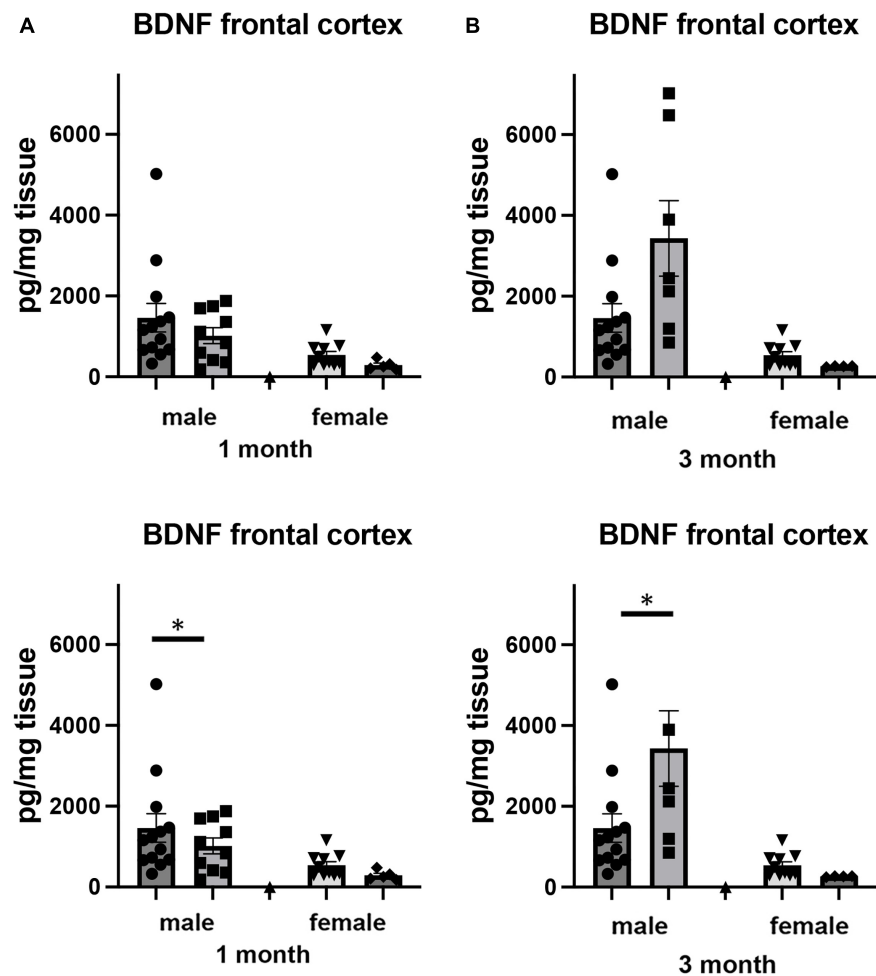 A
BDNF frontal cortex
pg/mg tissue
6000
4000
2000
0
male
female
1 month
B
BDNF frontal cortex
pg/mg tissue
6000
4000
2000
0
male
female
3 month
BDNF frontal cortex
pg/mg tissue
6000
4000
2000
0
*
male
female
1 month
BDNF frontal cortex
pg/mg tissue
6000
4000
2000
0
*
male
female
3 month